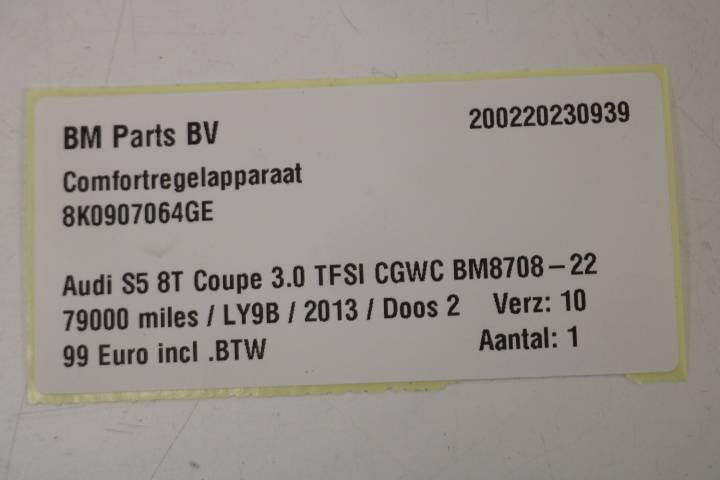 BM Parts BV 200220230939
Comfortregelapparaat
8K0907064GE
Audi S5 8T Coupe 3.0 TFSI CGWC BM8708-22
79000 miles / LY9B / 2013 / Doos 2 Verz: 10
99 Euro incl .BTW Aantal: 1